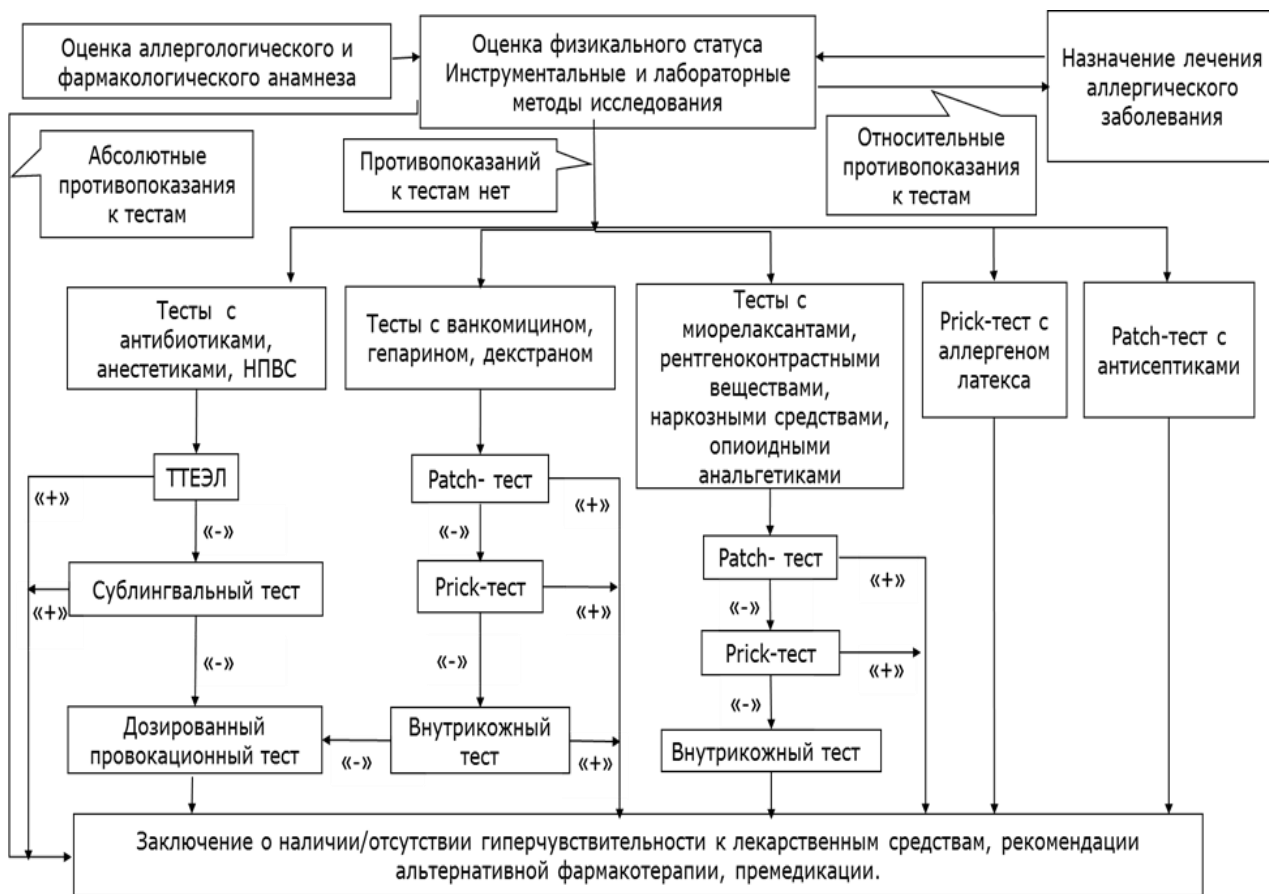 Оценка аллергологического и
фармакологического анамнеза
Оценка физикального статуса
Инструментальные и лабораторные
методы исследования
Назначение лечения
аллергического
заболевания
Абсолютные
противопоказания
к тестам
Противопоказаний
к тестам нет
Относительные
противопоказания
к тестам
Тесты с
антибиотиками,
анестетиками, НПВС
Тесты с ванкомицином,
гепарином, декстраном
Тесты с
миорелаксантами,
рентгеноконтрастными
веществами,
наркозными средствами,
опиоидными
анальгетиками
Prick-тест с
аллергеном
латекса
Patch-тест с
антисептиками
ТТЕЭЛ
«+»
«-»
Сублингвальный тест
«+»
«-»
Дозированный
провокационный тест
Patch- тест
«+»
«-»
Prick-тест
«+»
«-»
Внутрикожный
тест
«-»
«+»
Patch- тест
«+»
«-»
Prick-тест
«+»
«-»
Внутрикожный тест
Заключение о наличии/отсутствии гиперчувствительности к лекарственным средствам, рекомендации
альтернативной фармакотерапии, премедикации.